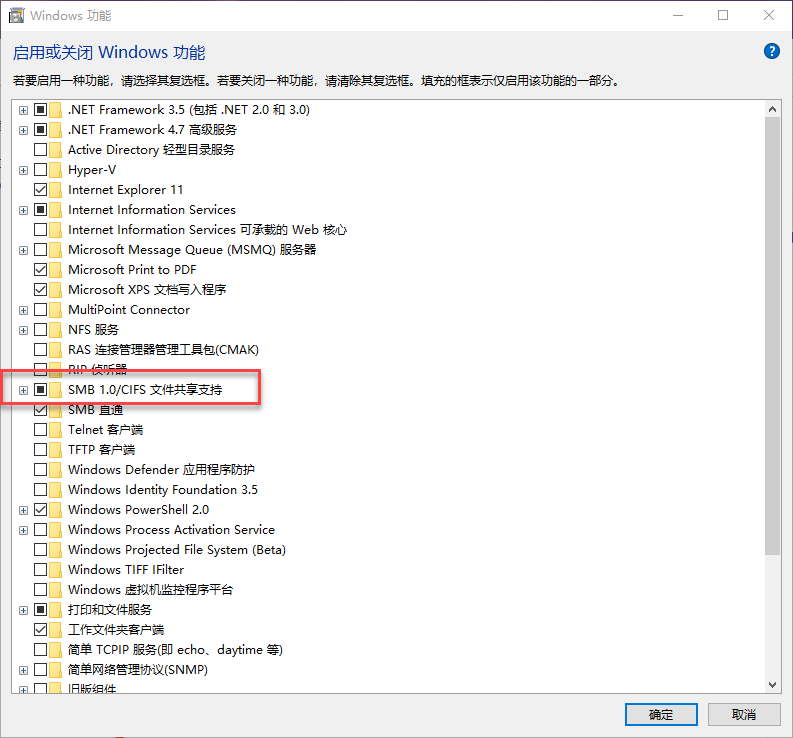 Windows 功能
启用或关闭 Windows 功能
?
若要启用一种功能，请选择其复选框。若要关闭一种功能，请清除其复选框。填充的框表示仅启用该功能的一部分。
.NET Framework 3.5 (包括 .NET 2.0 和 3.0)
.NET Framework 4.7 高级服务
Active Directory 轻型目录服务
Hyper-V
Internet Explorer 11
Internet Information Services
Internet Information Services 可承载的 Web 核心
Microsoft Message Queue (MSMQ) 服务器
Microsoft Print to PDF
Microsoft XPS 文档写入程序
MultiPoint Connector
NFS 服务
RAS 连接管理器管理工具包(CMAK)
RIP 侦听器
SMB 1.0/CIFS 文件共享支持
SMB 直通
Telnet 客户端
TFTP 客户端
Windows Defender 应用程序防护
Windows Identity Foundation 3.5
Windows PowerShell 2.0
Windows Process Activation Service
Windows Projected File System (Beta)
Windows TIFF IFilter
Windows 虚拟机监控程序平台
打印和文件服务
工作文件夹客户端
简单 TCPIP 服务(即 echo、daytime 等)
简单网络管理协议(SNMP)
旧版组件
确定
取消